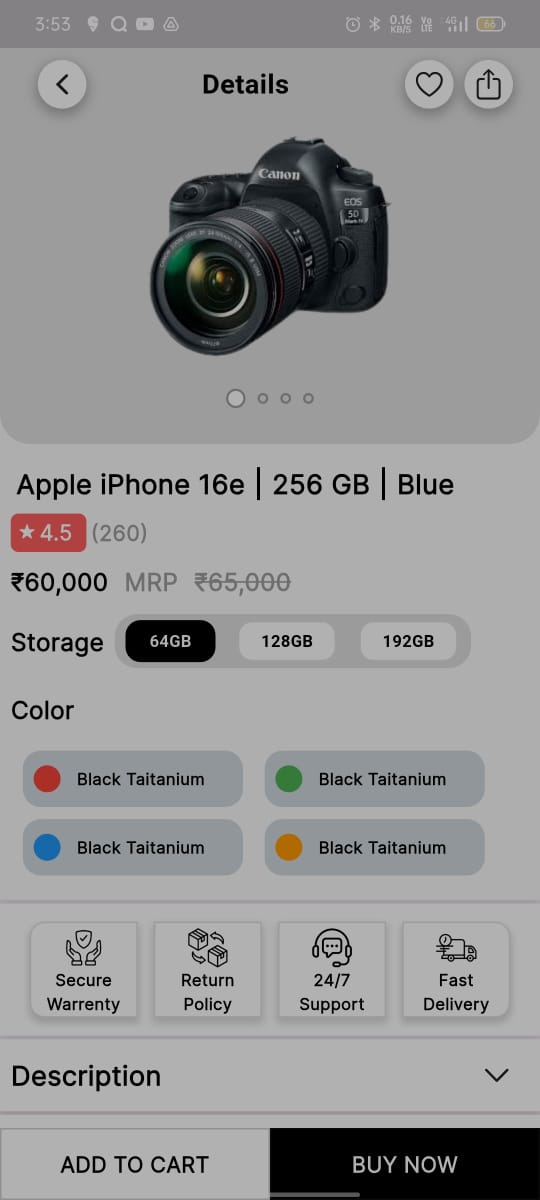 3:53
0.16 KB/S
Vo LTE
4G
66
Details
Canon
EOS
5D
Mark IV
Apple iPhone 16e | 256 GB | Blue
★ 4.5 (260)
₹60,000 MRP ₹65,000
Storage 64GB 128GB 192GB
Color
Black Taitanium Black Taitanium
Black Taitanium Black Taitanium
Secure Return 24/7 Fast
Warrenty Policy Support Delivery
Description
ADD TO CART BUY NOW